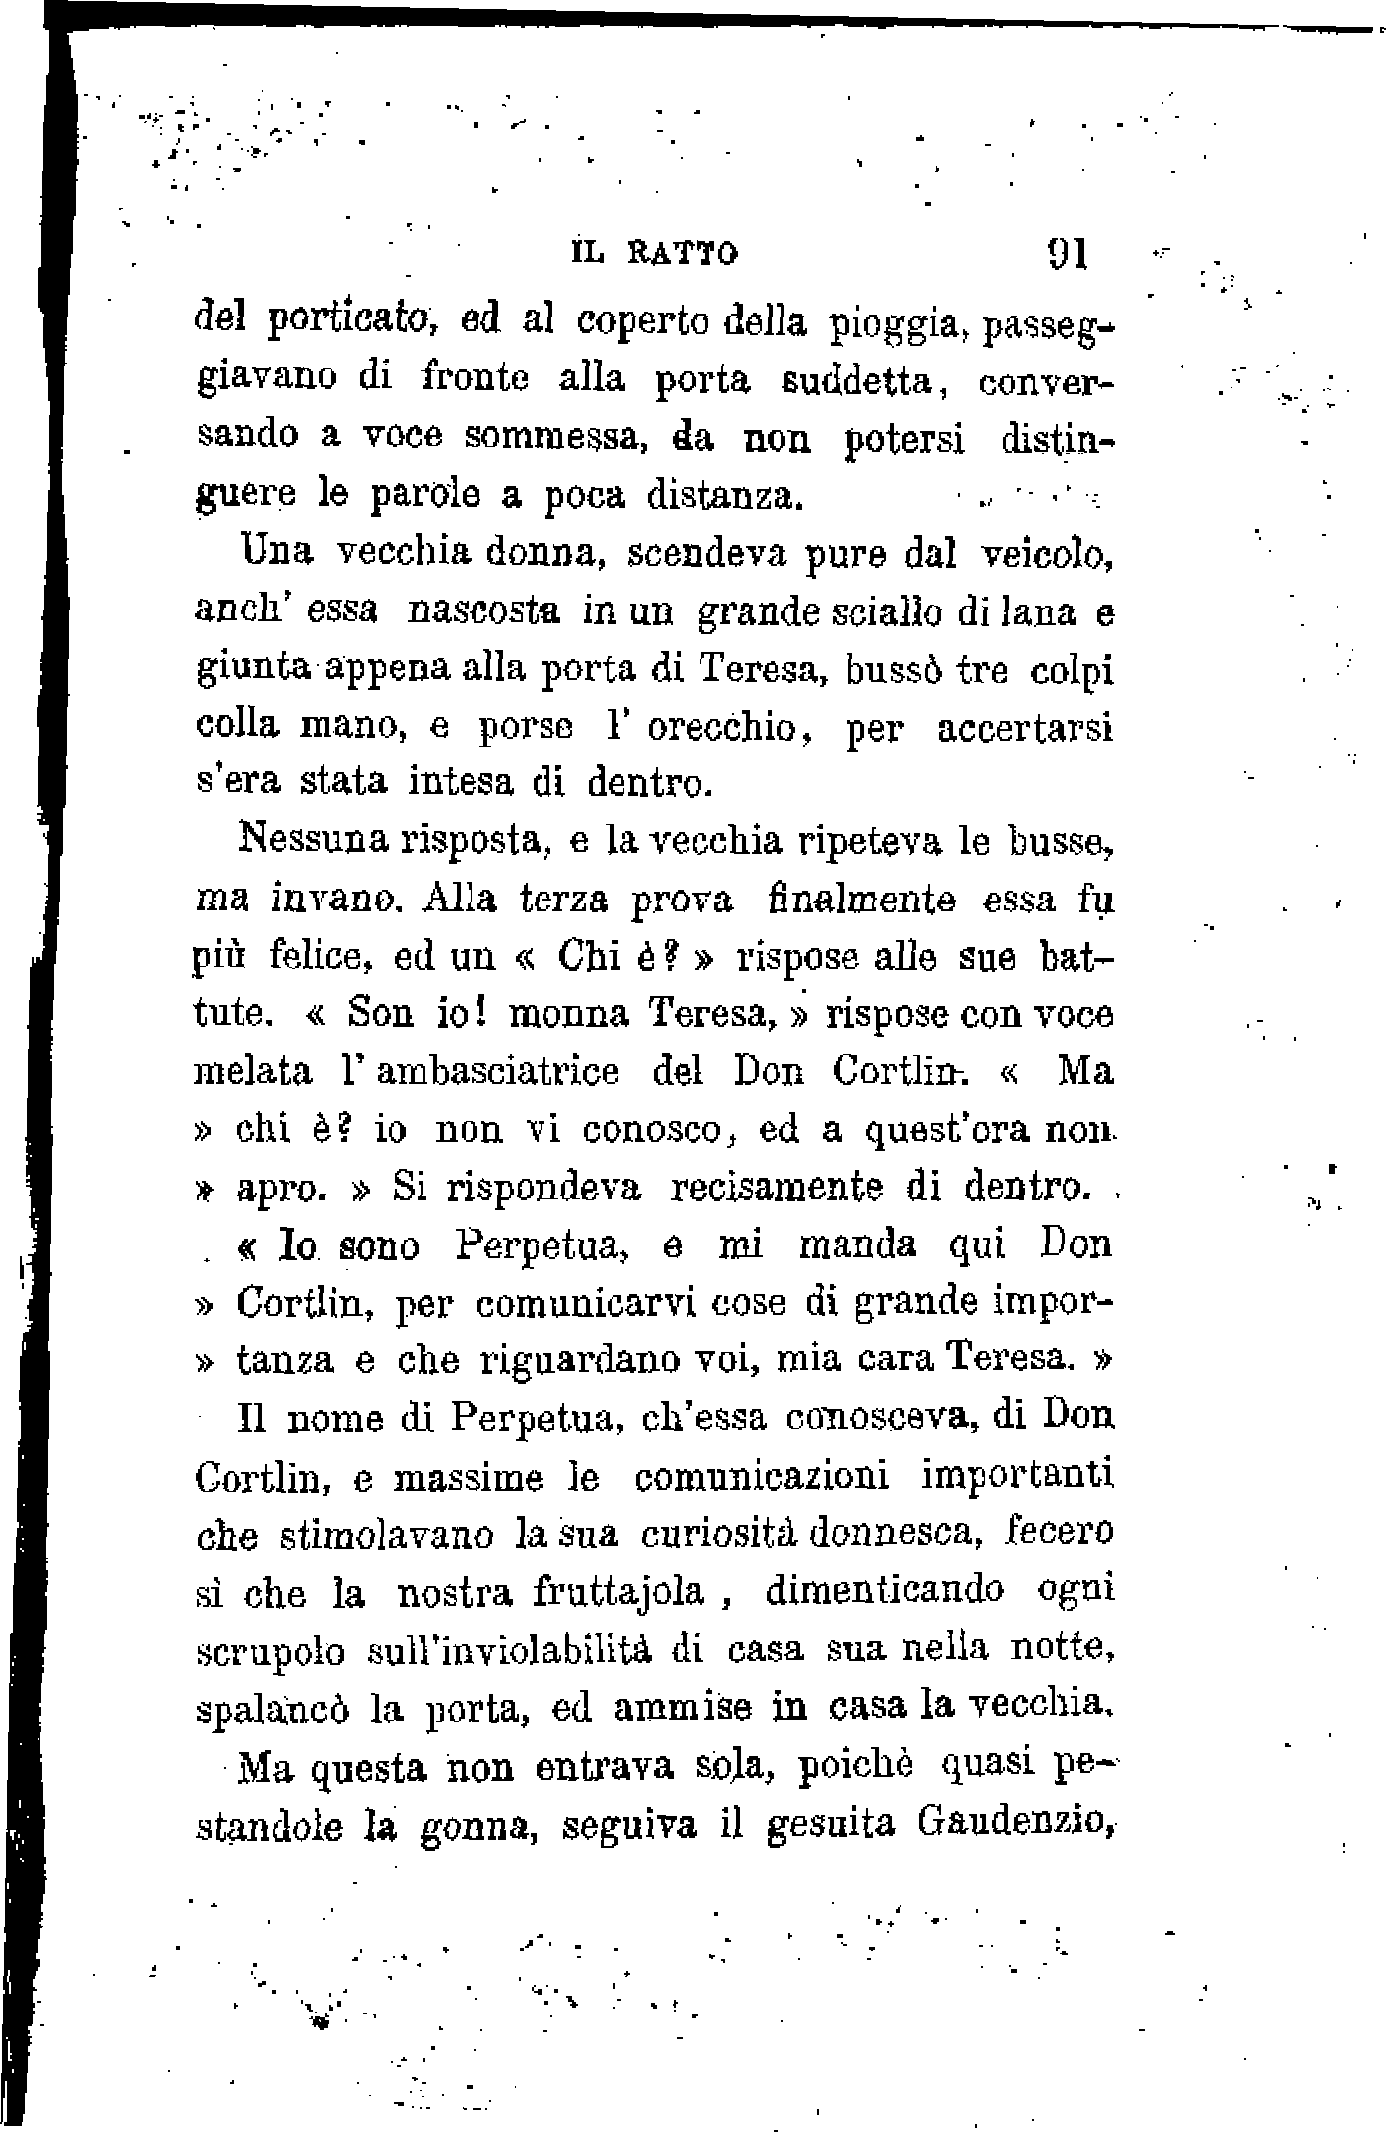 IL RATTO 91
del porticato, ed al coperto della pioggia, passeg-
giavano di fronte alla porta suddetta, conver-
sando a voce sommessa, da non potersi distin-
guere le parole a poca distanza.
Una vecchia donna, scendeva pure dal veicolo,
anch' essa nascosta in un grande sciallo di lana e
giunta appena alla porta di Teresa, bussò tre colpi
colla mano, e porse l' orecchio, per accertarsi
s'era stata intesa di dentro.
Nessuna risposta, e la vecchia ripeteva le busse,
ma invano. Alla terza prova finalmente essa fu
più felice, ed un « Chi è? » rispose alle sue bat-
tute. « Son io! monna Teresa, » rispose con voce
melata l' ambasciatrice del Don Cortlin. « Ma
» chi è? io non vi conosco, ed a quest'ora non
» apro. » Si rispondeva recisamente di dentro.
« Io sono Perpetua, e mi manda qui Don
» Cortlin, per comunicarvi cose di grande impor-
» tanza e che riguardano voi, mia cara Teresa. »
Il nome di Perpetua, ch'essa conosceva, di Don
Cortlin, e massime le comunicazioni importanti
che stimolavano la sua curiosità donnesca, fecero
sì che la nostra fruttajola , dimenticando ogni
scrupolo sull'inviolabilità di casa sua nella notte,
spalancò la porta, ed ammise in casa la vecchia.
Ma questa non entrava sola, poichè quasi pe-
standole la gonna, seguiva il gesuita Gaudenzio,